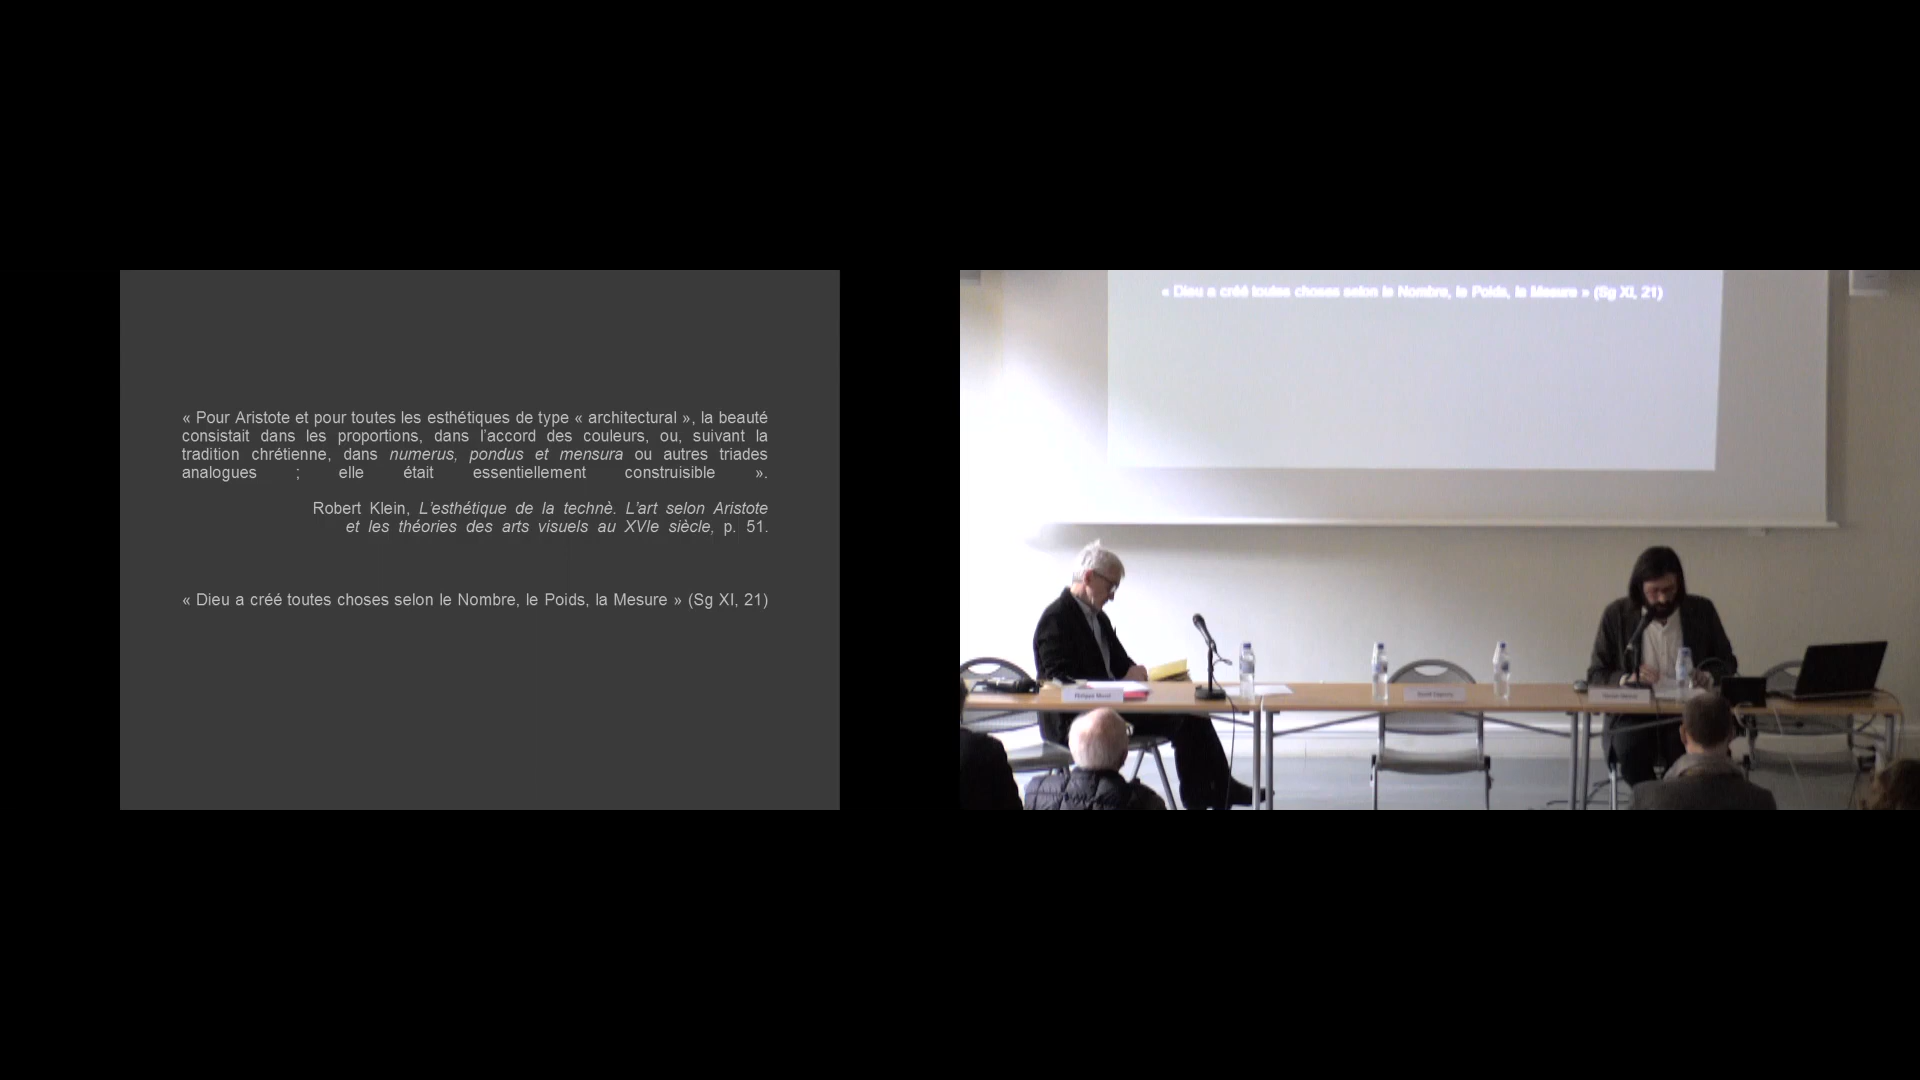 « Pour Aristote et pour toutes les esthétiques de type « architectural », la beauté
consistait dans les proportions, dans l’accord des couleurs, ou, suivant la
tradition chrétienne, dans numerus, pondus et mensura ou autres triades
analogues ; elle était essentiellement construisible ».
Robert Klein, L’esthétique de la technè. L’art selon Aristote
et les théories des arts visuels au XVIe siècle, p. 51.
« Dieu a créé toutes choses selon le Nombre, le Poids, la Mesure » (Sg XI, 21)
« Dieu a créé toutes choses selon le Nombre, le Poids, la Mesure » (Sg XI, 21)